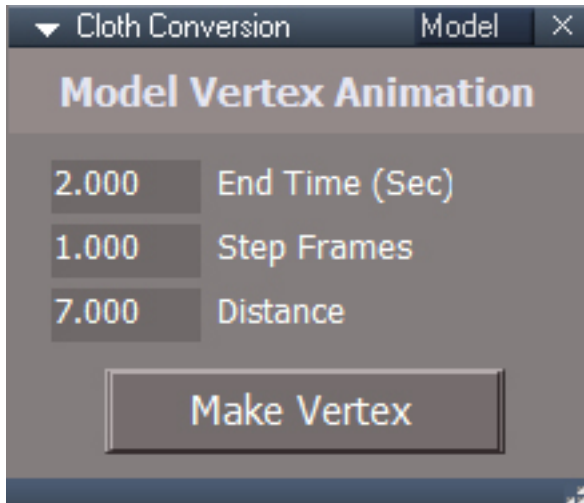 Cloth Conversion Model
Model Vertex Animation
2.000 End Time (Sec)
1.000 Step Frames
7.000 Distance
Make Vertex